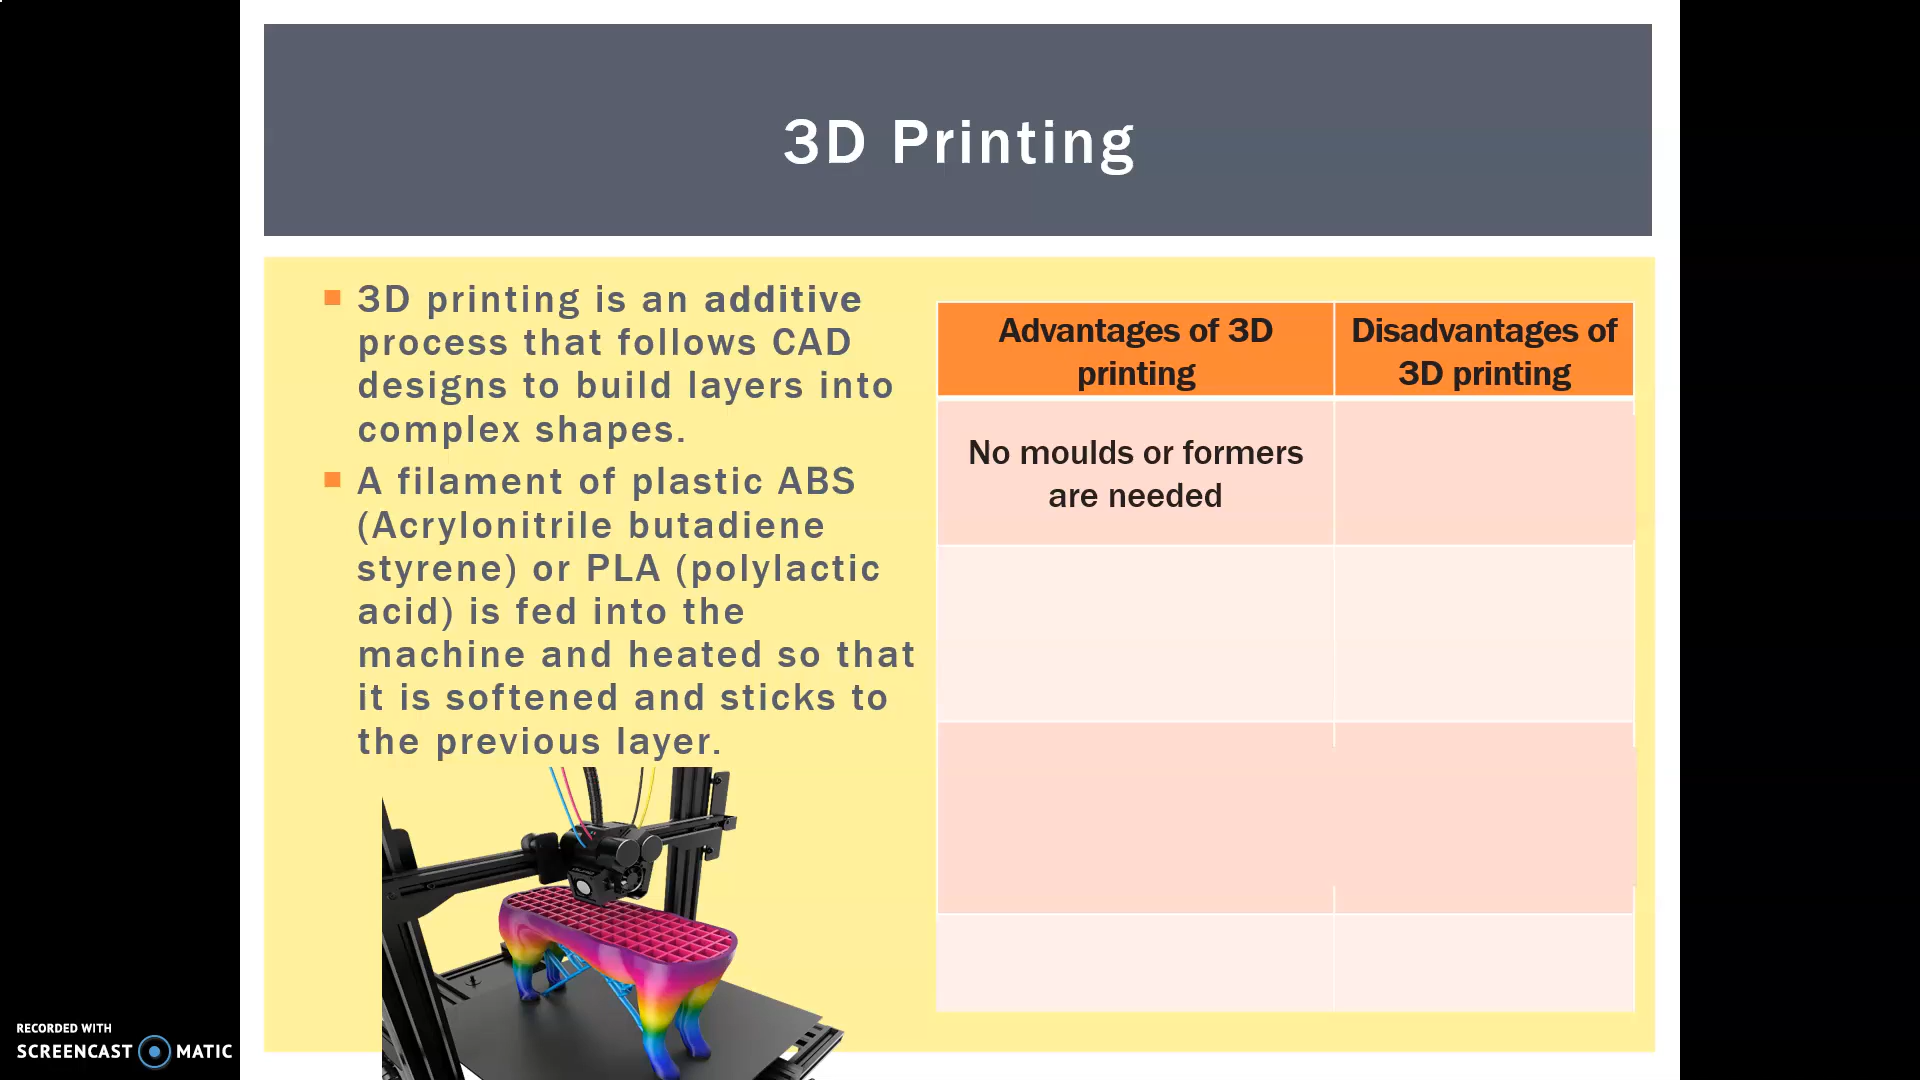 3D Printing
3D printing is an additive
process that follows CAD
designs to build layers into
complex shapes.
A filament of plastic ABS
(Acrylonitrile butadiene
styrene) or PLA (polylactic
acid) is fed into the
machine and heated so that
it is softened and sticks to
the previous layer.
Advantages of 3D
printing
Disadvantages of
3D printing
No moulds or formers
are needed
RECORDED WITH
SCREENCAST MATIC